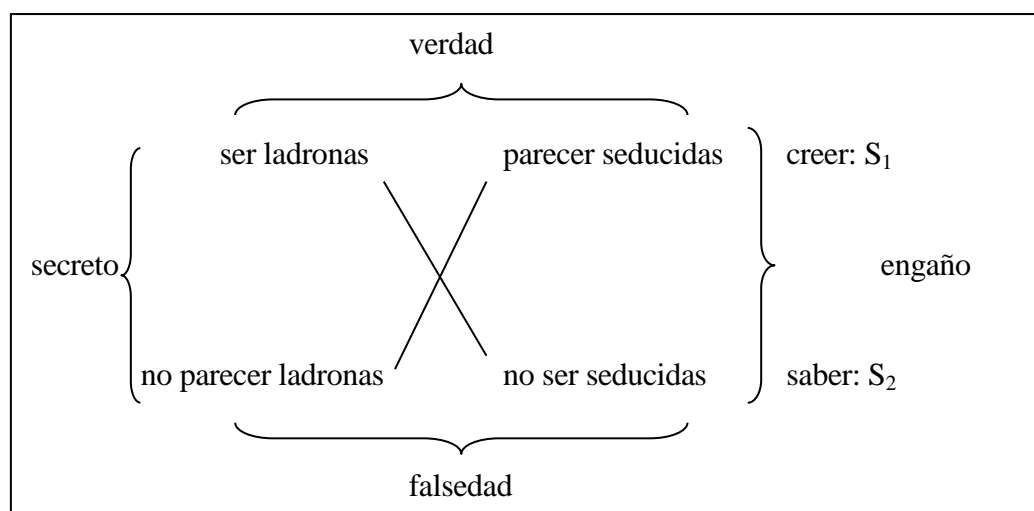 verdad
ser ladronas parecer seducidas creer: S₁
secreto engaño
no parecer ladronas no ser seducidas saber: S₂
falsedad